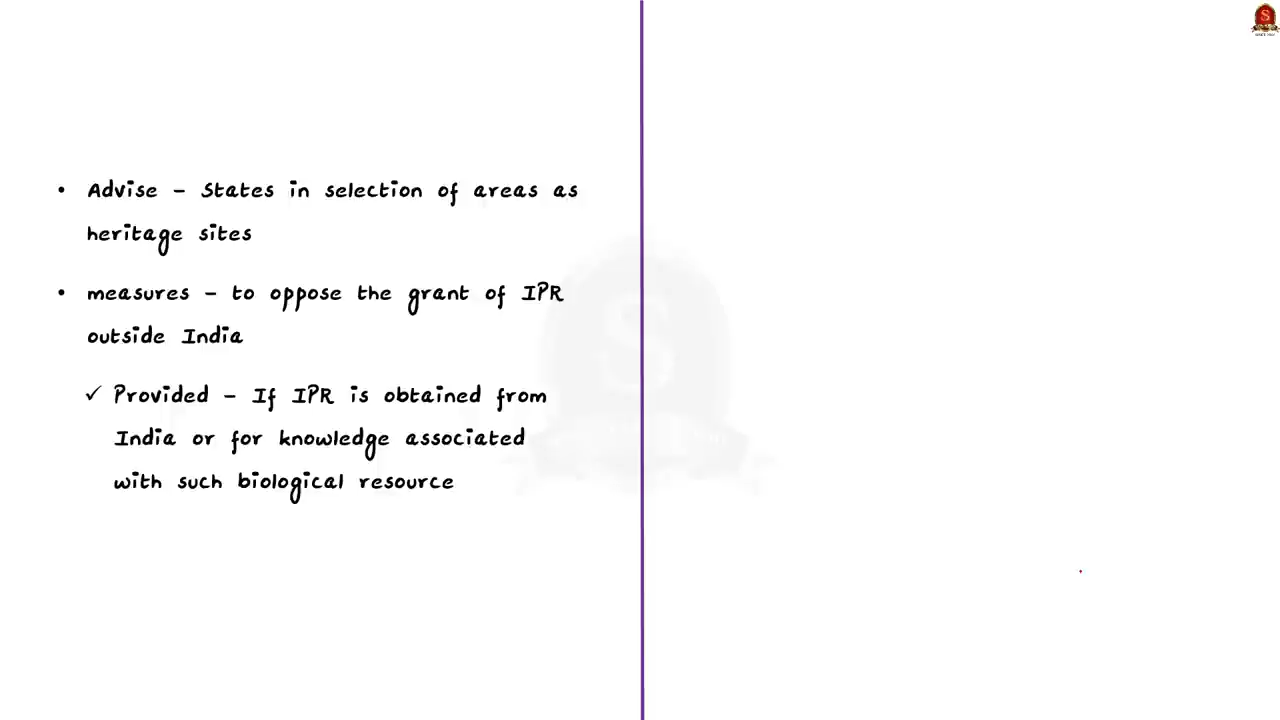 • Advise - States in selection of areas as
heritage sites
• measures - to oppose the grant of IPR
outside India
✓ Provided - If IPR is obtained from
India or for knowledge associated
with such biological resource